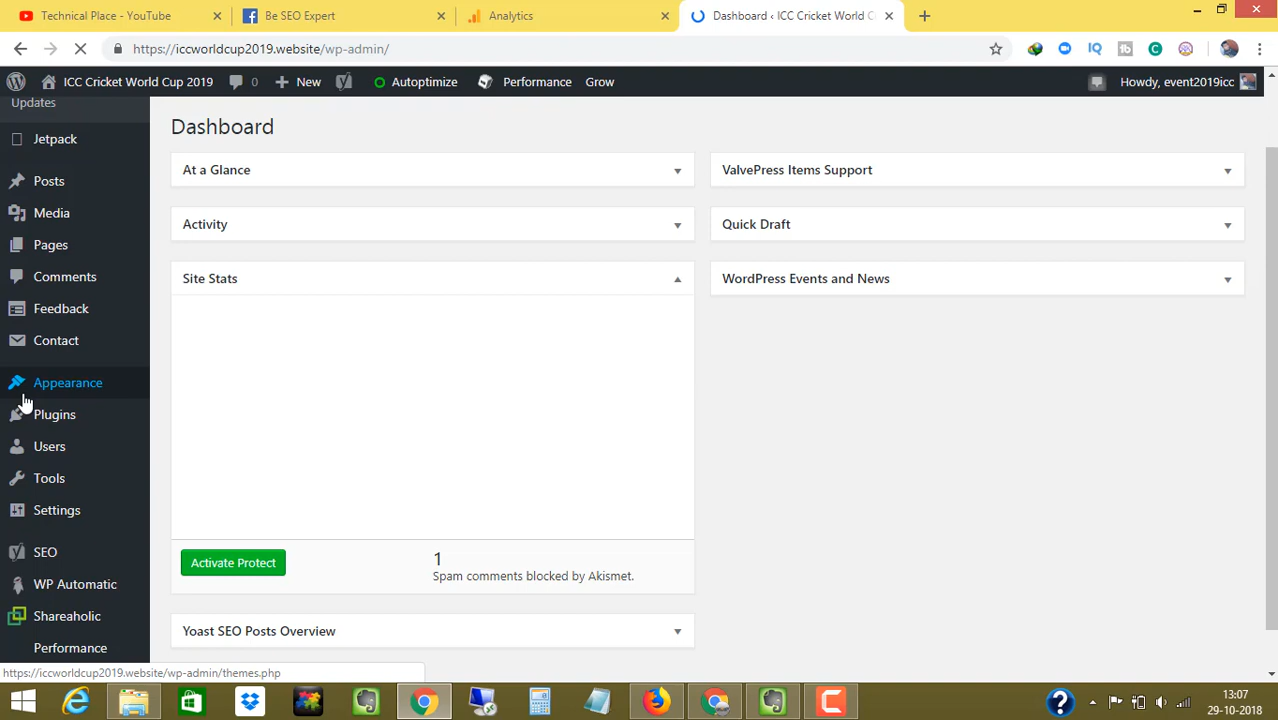 Technical Place - YouTube
Be SEO Expert
Analytics
Dashboard ‹ ICC Cricket World C
https://iccworldcup2019.website/wp-admin/
ICC Cricket World Cup 2019
0
New
Autoptimize
Performance
Grow
Howdy, event2019icc
Updates
Jetpack
Posts
Media
Pages
Comments
Feedback
Contact
Appearance
Plugins
Users
Tools
Settings
SEO
WP Automatic
Shareaholic
Performance
Dashboard
At a Glance
Activity
Site Stats
Activate Protect
1
Spam comments blocked by Akismet.
Yoast SEO Posts Overview
ValvePress Items Support
Quick Draft
WordPress Events and News
https://iccworldcup2019.website/wp-admin/themes.php
13:07
29-10-2018